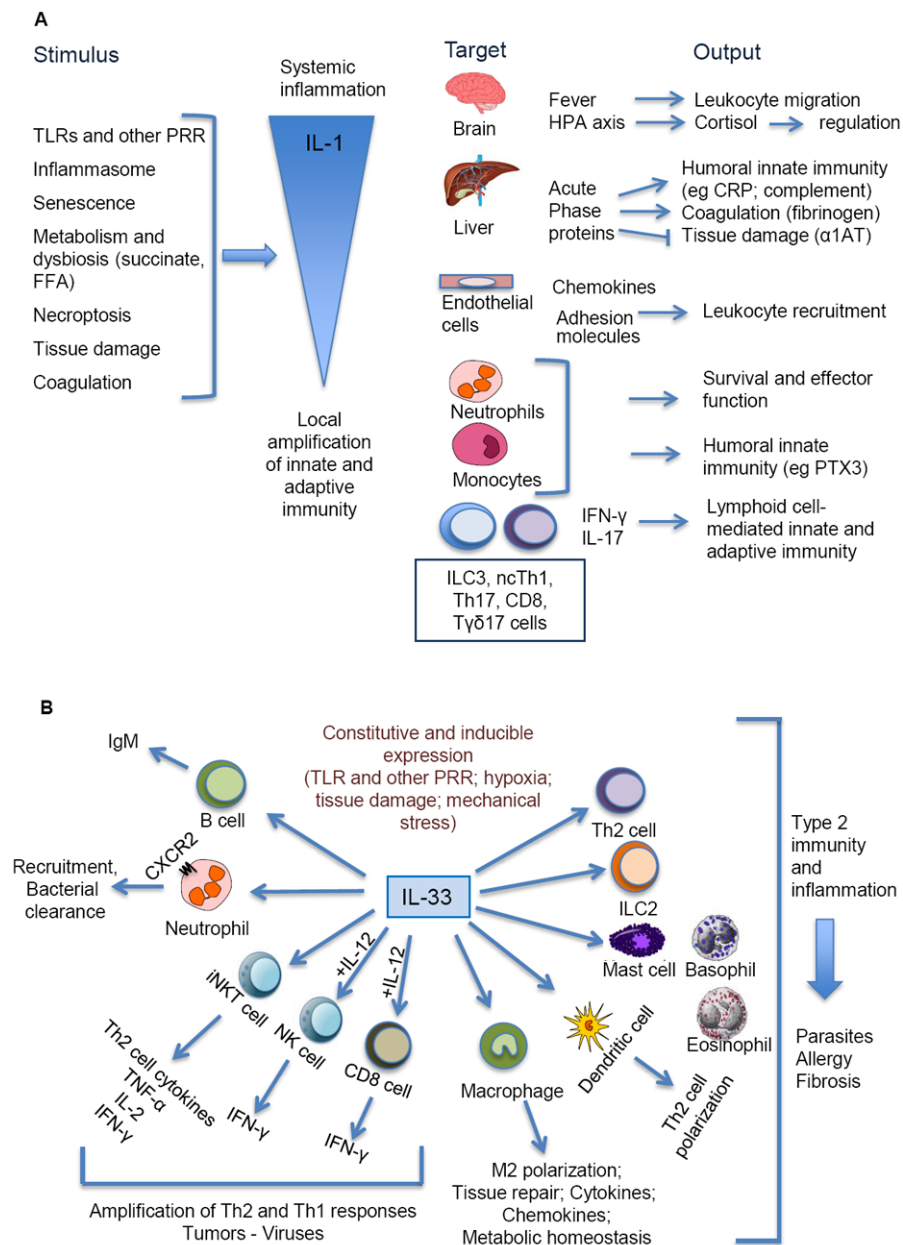 A
Stimulus
Target
Output
Systemic
inflammation
IL-1
Local
amplification
of innate and
adaptive
immunity
TLRs and other PRR
Inflammasome
Senescence
Metabolism and
dysbiosis (succinate,
FFA)
Necroptosis
Tissue damage
Coagulation
Brain
Fever
HPA axis
Leukocyte migration
Cortisol
regulation
Liver
Acute
Phase
proteins
Humoral innate immunity
(eg CRP; complement)
Coagulation (fibrinogen)
Tissue damage (α1AT)
Endothelial
cells
Chemokines
Adhesion
molecules
Leukocyte recruitment
Neutrophils
Monocytes
Survival and effector
function
Humoral innate
immunity (eg PTX3)
IFN-γ
IL-17
Lymphoid cell-
mediated innate and
adaptive immunity
ILC3, ncTh1,
Th17, CD8,
Tγδ17 cells
B
IgM
B cell
Constitutive and inducible
expression
(TLR and other PRR; hypoxia;
tissue damage; mechanical
stress)
Th2 cell
Recruitment,
Bacterial
clearance
CXCR2
Neutrophil
IL-33
ILC2
Mast cell
Basophil
Eosinophil
iNKT cell
+IL-12
NK cell
+IL-12
CD8 cell
Macrophage
Dendritic cell
Th2 cell
polarization
Th2 cell cytokines
TNF-α
IL-2
IFN-γ
IFN-γ
IFN-γ
M2 polarization;
Tissue repair; Cytokines;
Chemokines;
Metabolic homeostasis
Amplification of Th2 and Th1 responses
Tumors - Viruses
Type 2
immunity
and
inflammation
Parasites
Allergy
Fibrosis